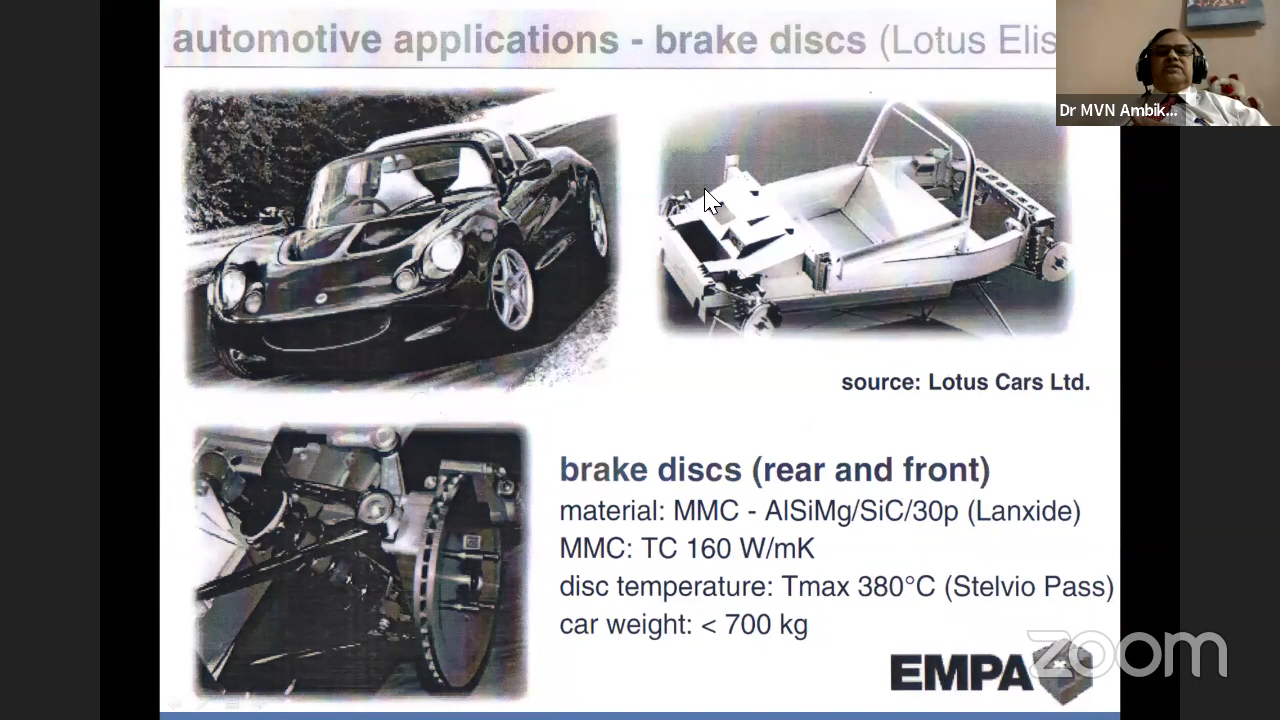 automotive applications - brake discs (Lotus Elis
Dr MVN Ambik...
source: Lotus Cars Ltd.
brake discs (rear and front)
material: MMC - AlSiMg/SiC/30p (Lanxide)
MMC: TC 160 W/mK
disc temperature: Tmax 380°C (Stelvio Pass)
car weight: < 700 kg
EMPA
zoom